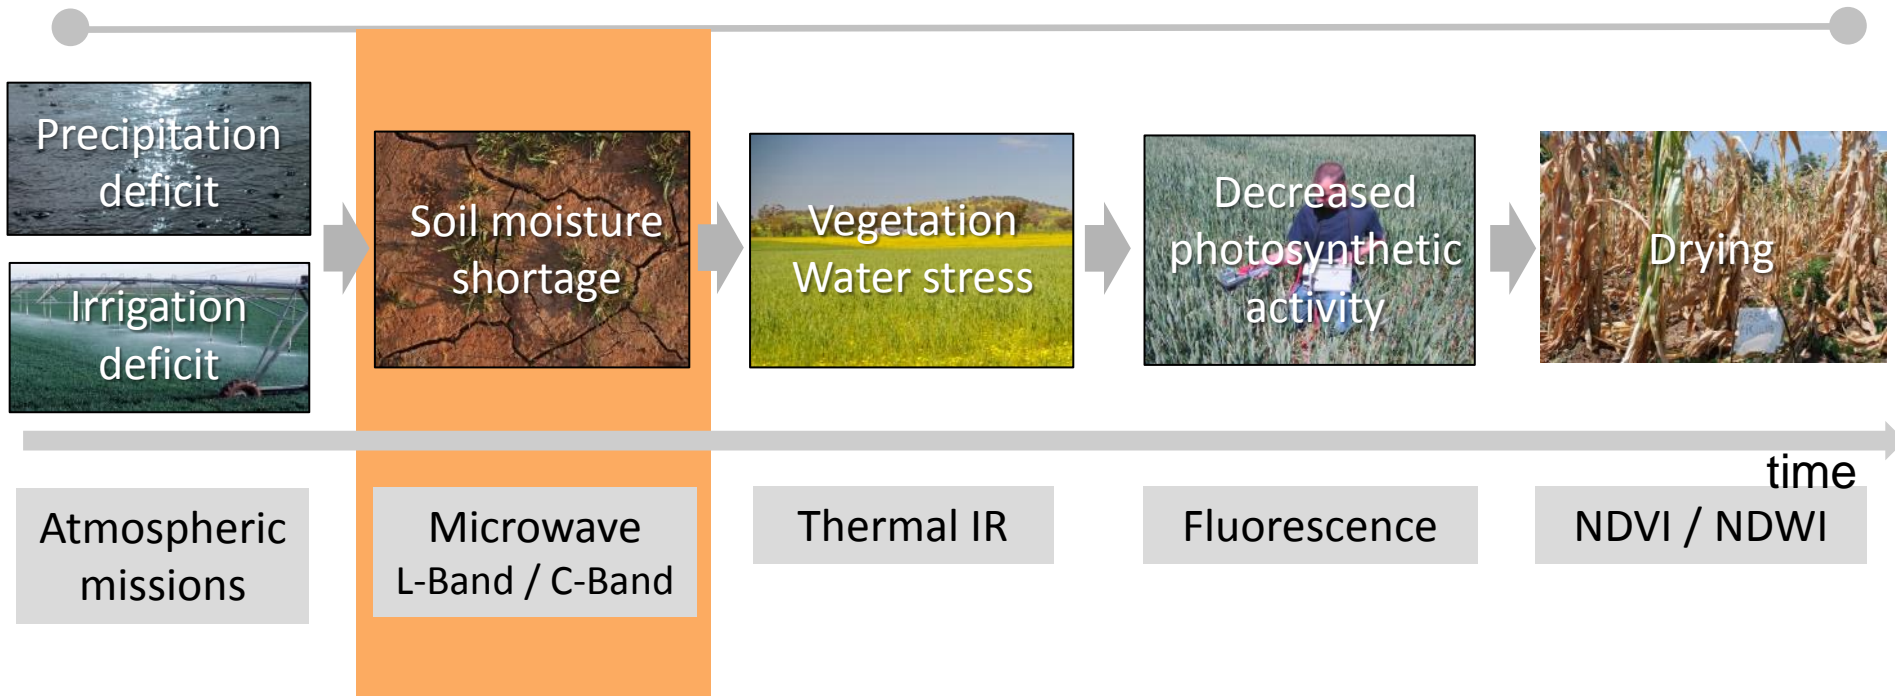 Precipitation
deficit
Irrigation
deficit
Soil moisture
shortage
Vegetation
Water stress
Decreased
photosynthetic
activity
Drying
time
Atmospheric
missions
Microwave
L-Band / C-Band
Thermal IR
Fluorescence
NDVI / NDWI